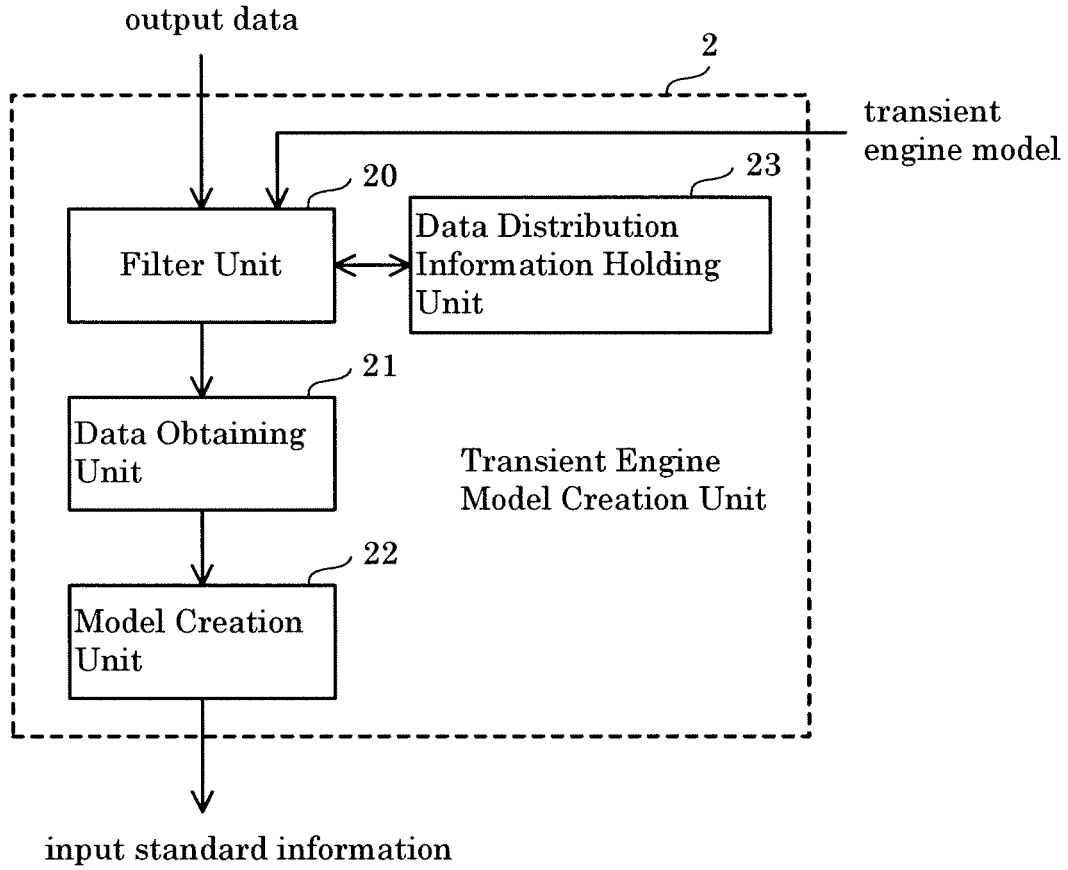 output data
2
transient
engine model
20
23
Filter Unit
Data Distribution
Information Holding
Unit
21
Data Obtaining
Unit
Transient Engine
Model Creation Unit
22
Model Creation
Unit
input standard information